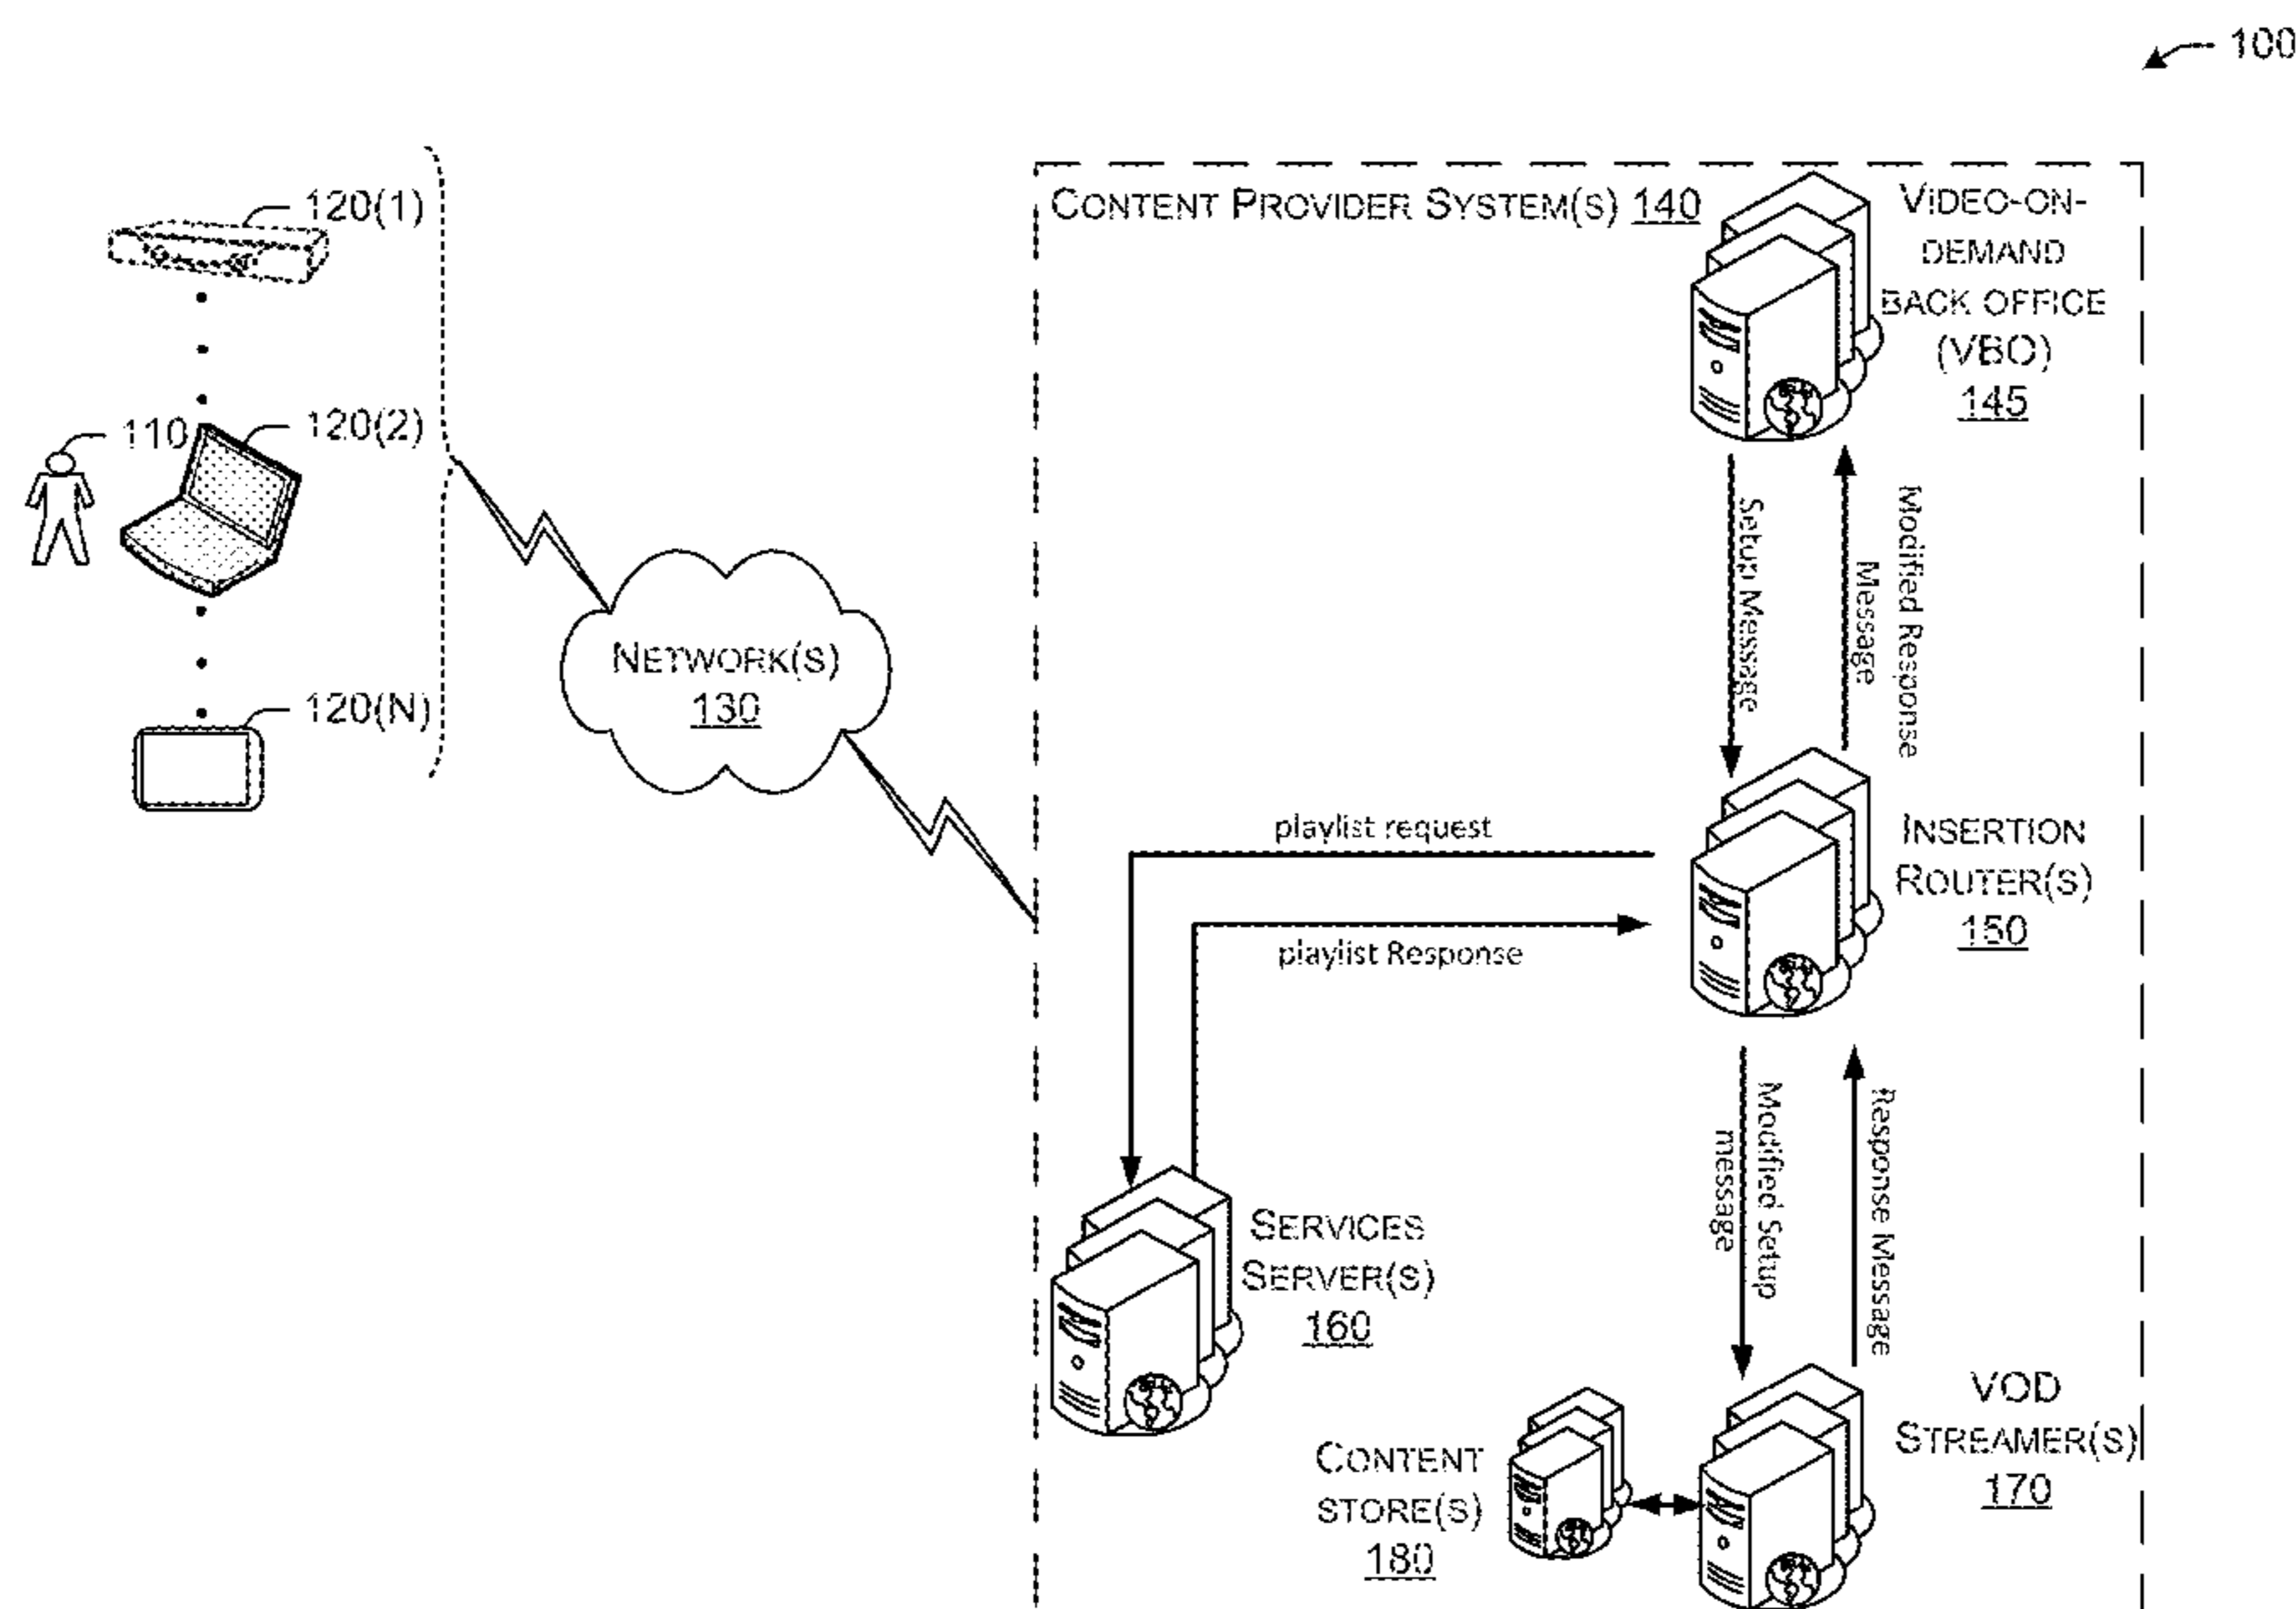 100
120(1)
110
120(2)
120(N)
NETWORK(S)
130
CONTENT PROVIDER SYSTEM(S) 140
VIDEO-ON-
DEMAND
BACK OFFICE
(VBO)
145
Setup Message
Modified Response
Message
playlist request
playlist Response
INSERTION
ROUTER(S)
150
Modified Setup
message
Response Message
SERVICES
SERVER(S)
160
CONTENT
STORE(S)
180
VOD
STREAMER(S)
170